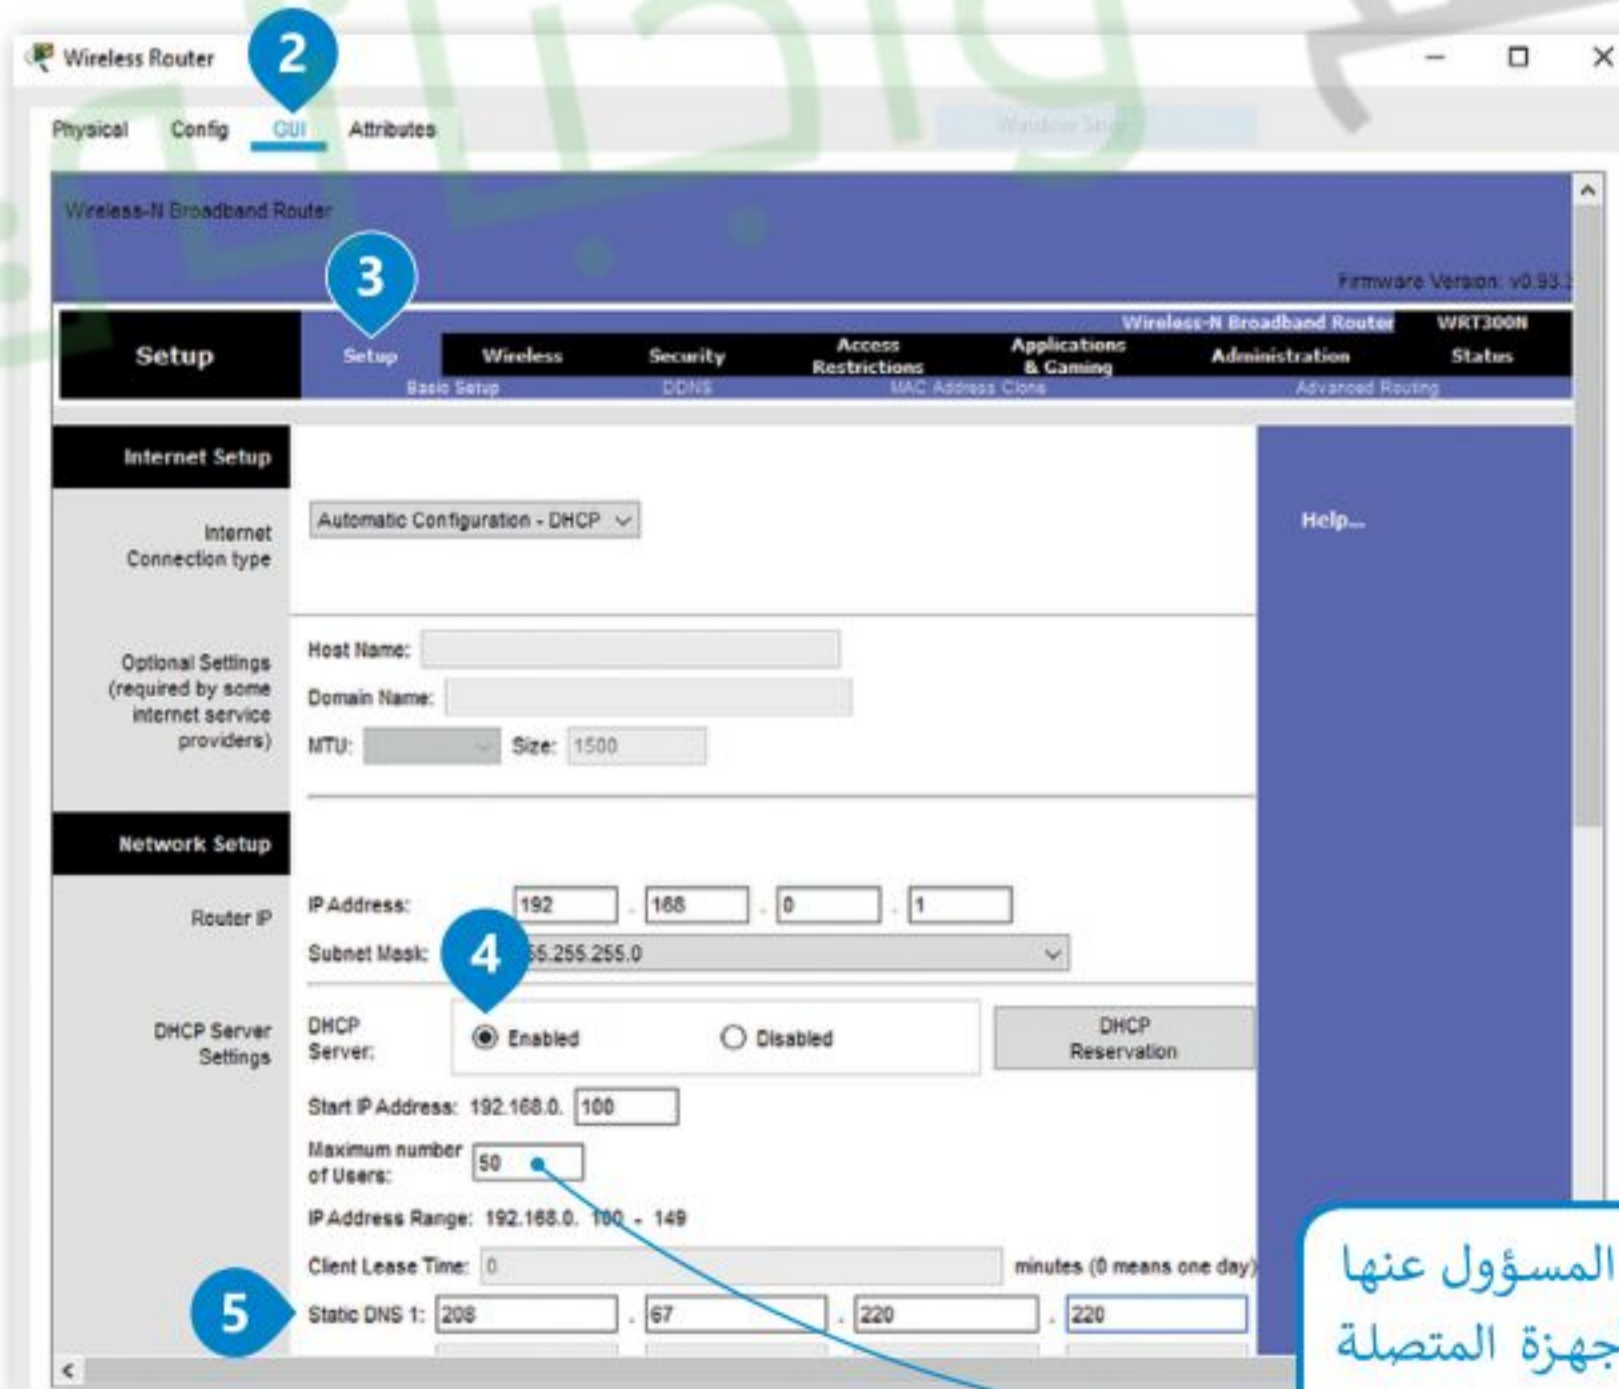 Wireless Router
2
Physical Config GUI Attributes
Wireless-N Broadband Router
3
Firmware Version: v0.93.3
Wireless-N Broadband Router WRT300N
Setup Setup Wireless Security Access Restrictions Applications & Gaming Administration Status
Basic Setup DDNS MAC Address Clone Advanced Routing
Internet Setup
Internet Connection type
Automatic Configuration - DHCP
Help...
Optional Settings
(required by some
internet service
providers)
Host Name:
Domain Name:
MTU: Size: 1500
Network Setup
Router IP
IP Address: 192 . 168 . 0 . 1
Subnet Mask: 4 55.255.255.0
DHCP Server Settings
DHCP Server: Enabled Disabled DHCP Reservation
Start IP Address: 192.168.0. 100
Maximum number of Users: 50
IP Address Range: 192.168.0. 100 - 149
Client Lease Time: 0 minutes (0 means one day)
5 Static DNS 1: 208 . 67 . 220 . 220
المسؤول عنها
جهزة المتصلة